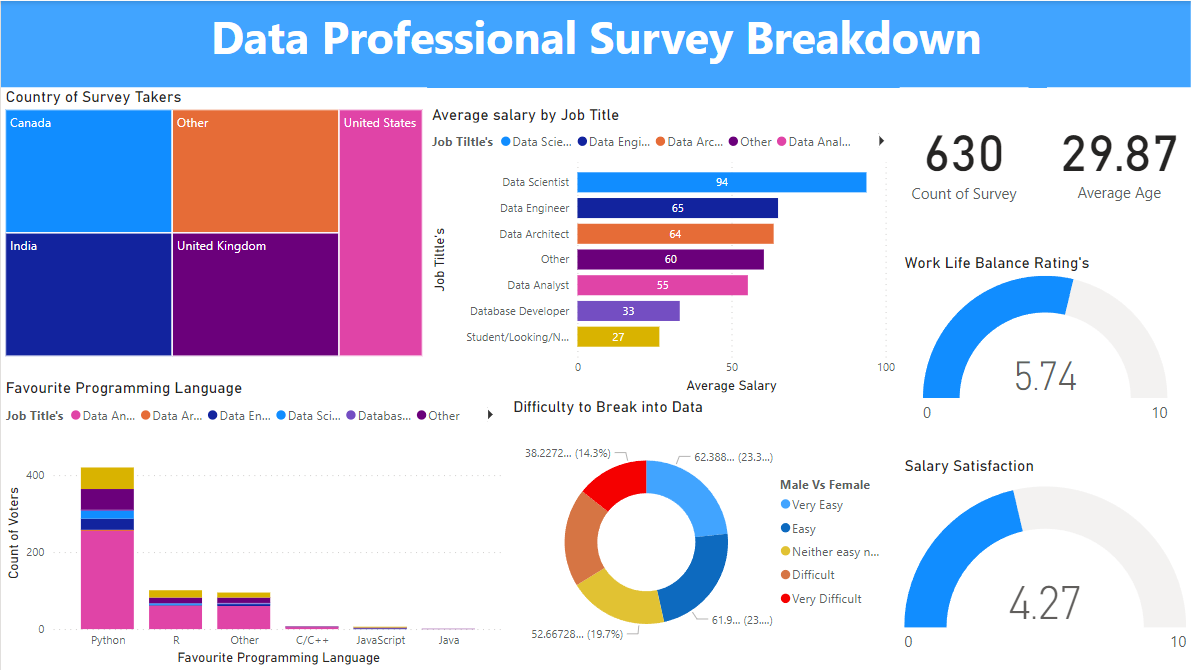 Data Professional Survey Breakdown
Country of Survey Takers
Canada
Other
United States
India
United Kingdom
Average salary by Job Title
Job Tiltle's
Data Scie...
Data Engi...
Data Arc...
Other
Data Anal...
Job Tiltle's
Data Scientist
94
Data Engineer
65
Data Architect
64
Other
60
Data Analyst
55
Database Developer
33
Student/Looking/N...
27
0
50
100
Average Salary
630
Count of Survey
29.87
Average Age
Work Life Balance Rating's
5.74
0
10
Favourite Programming Language
Job Title's
Data An...
Data Ar...
Data En...
Data Sci...
Databas...
Other
Count of Voters
400
200
0
Python
R
Other
C/C++
JavaScript
Java
Favourite Programming Language
Difficulty to Break into Data
38.2272... (14.3%)
62.388... (23.3...)
61.9... (23....)
52.66728... (19.7%)
Male Vs Female
Very Easy
Easy
Neither easy n...
Difficult
Very Difficult
Salary Satisfaction
4.27
0
10